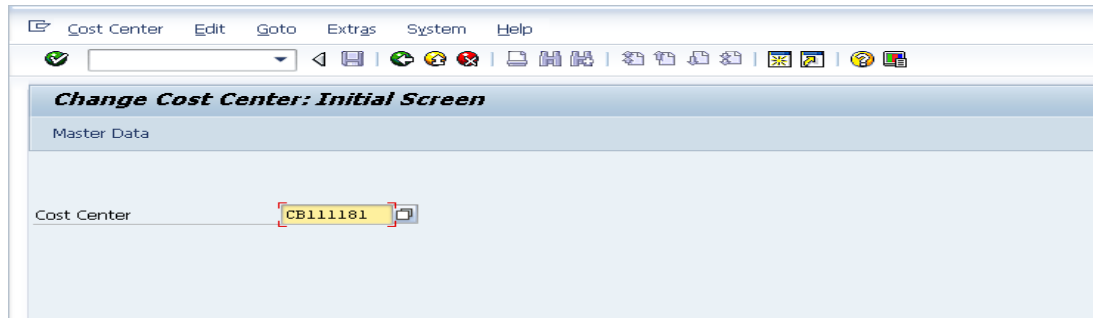 Cost Center Edit Goto Extras System Help
Change Cost Center: Initial Screen
Master Data
Cost Center CB111181